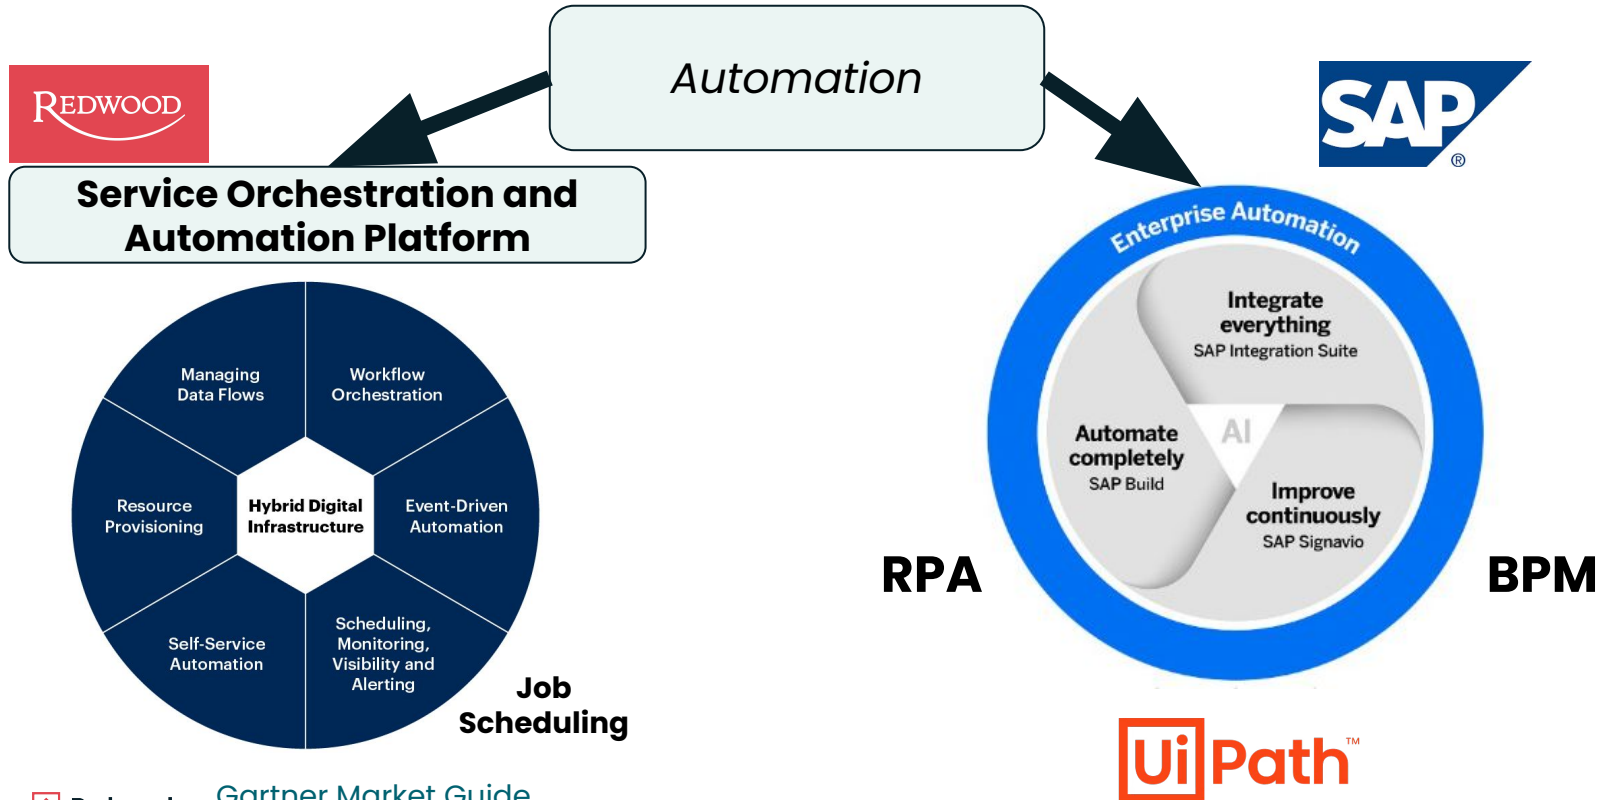 Automation
REDWOOD
SAP
®
Service Orchestration and
Automation Platform
Enterprise Automation
Managing
Data Flows
Workflow
Orchestration
Resource
Provisioning
Hybrid Digital
Infrastructure
Event-Driven
Automation
Self-Service
Automation
Scheduling,
Monitoring,
Visibility and
Alerting
Job
Scheduling
Integrate
everything
SAP Integration Suite
Automate
completely
SAP Build
AI
Improve
continuously
SAP Signavio
RPA
BPM
UiPath™
Gartner Market Guide